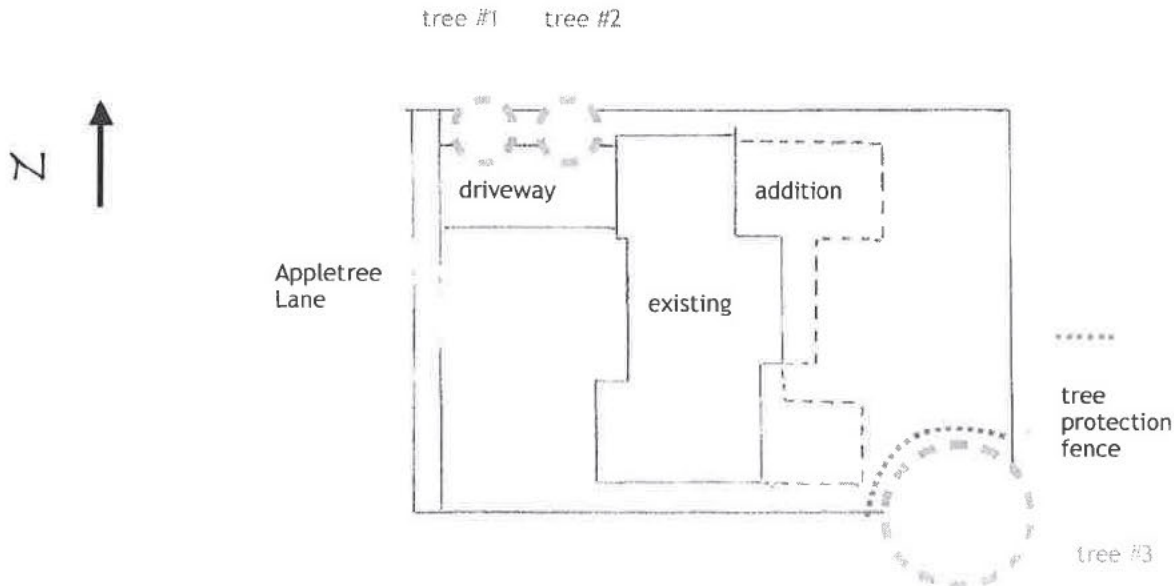 tree #1 tree #2
N
driveway
addition
Appletree
Lane
existing
tree
protection
fence
tree #3